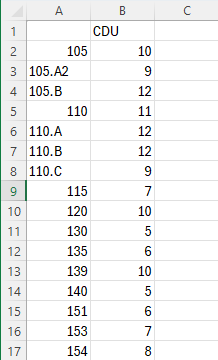 A B C
1 CDU
2 105 10
3 105.A2 9
4 105.B 12
5 110 11
6 110.A 12
7 110.B 12
8 110.C 9
9 115 7
10 120 10
11 130 5
12 135 6
13 139 10
14 140 5
15 151 6
16 153 7
17 154 8